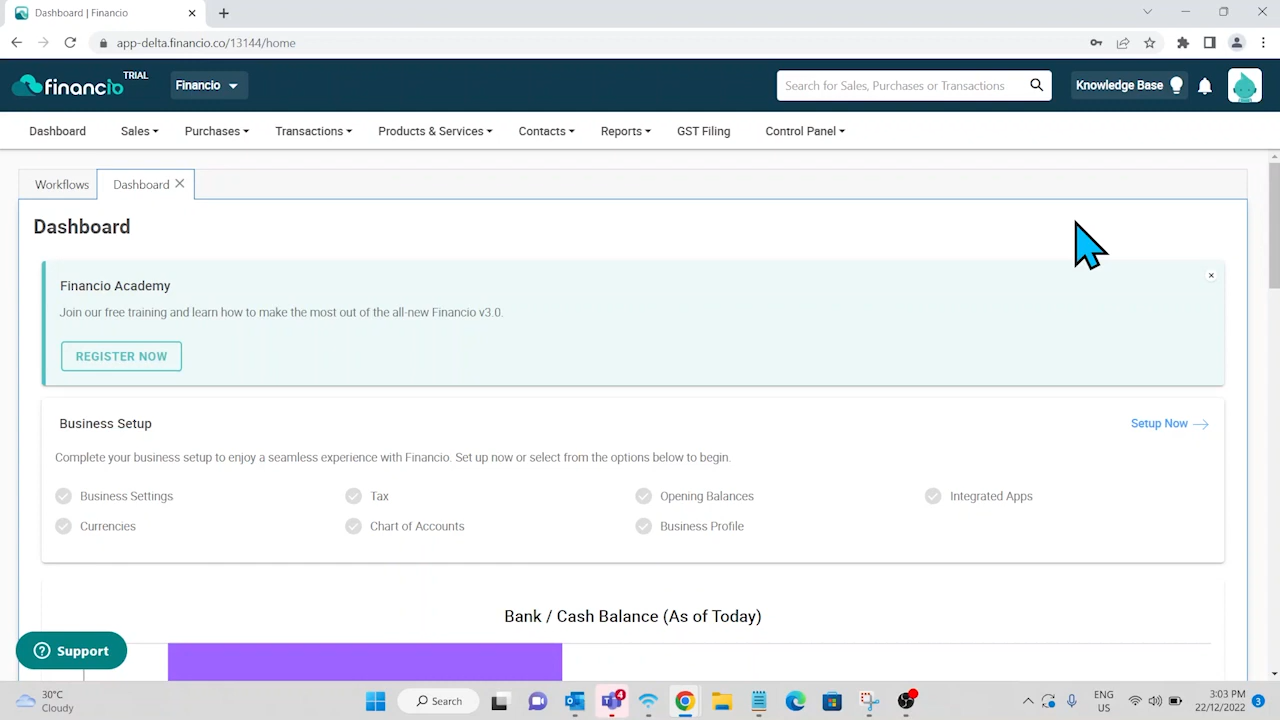 Dashboard | Financio
app-delta.financio.co/13144/home
financio TRIAL
Financio
Search for Sales, Purchases or Transactions
Knowledge Base
Dashboard Sales Purchases Transactions Products & Services Contacts Reports GST Filing Control Panel
Workflows Dashboard
Dashboard
Financio Academy
Join our free training and learn how to make the most out of the all-new Financio v3.0.
REGISTER NOW
Business Setup
Setup Now
Complete your business setup to enjoy a seamless experience with Financio. Set up now or select from the options below to begin.
Business Settings Tax Opening Balances Integrated Apps
Currencies Chart of Accounts Business Profile
Bank / Cash Balance (As of Today)
Support
30°C
Cloudy
Search
4
ENG
US
3:03 PM
22/12/2022
3